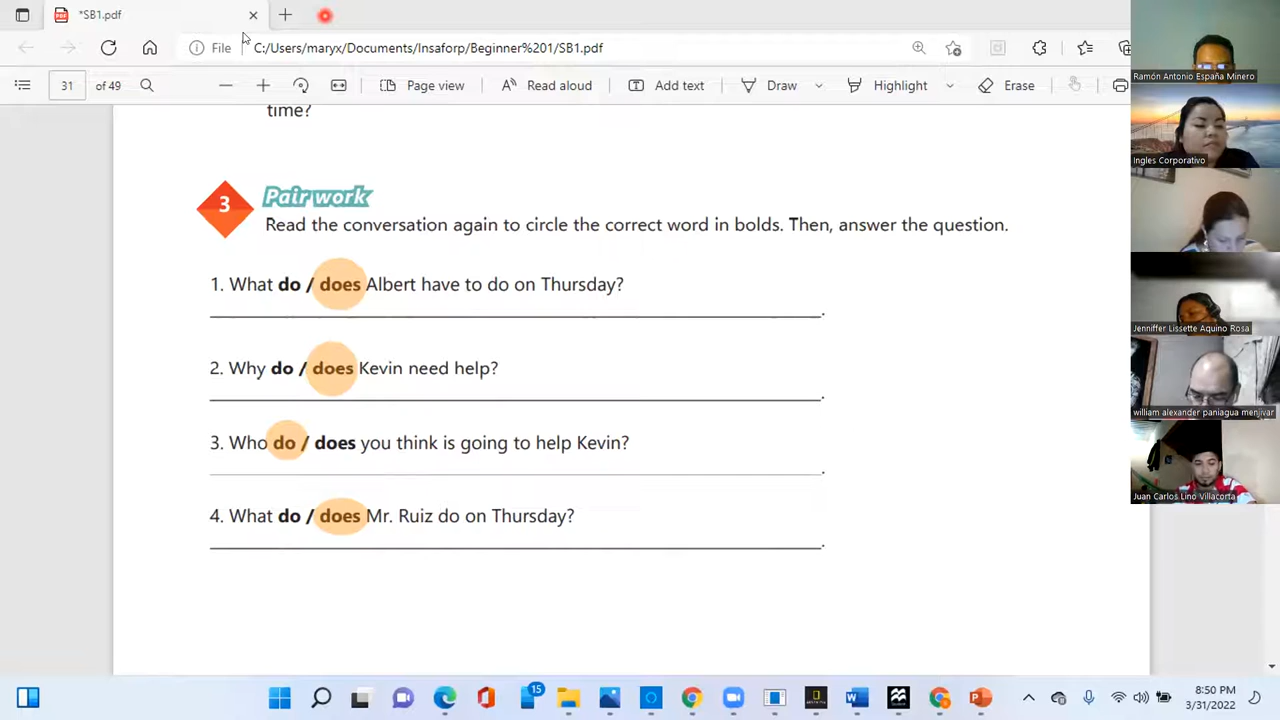 *SB1.pdf
File
C:/Users/maryx/Documents/Insaforp/Beginner%201/SB1.pdf
31 of 49
Page view
Read aloud
Add text
Draw
Highlight
Erase
time?
3
Pair work
Read the conversation again to circle the correct word in bolds. Then, answer the question.
1. What do / does Albert have to do on Thursday?
2. Why do / does Kevin need help?
3. Who do / does you think is going to help Kevin?
4. What do / does Mr. Ruiz do on Thursday?
Ramón Antonio España Minero
Ingles Corporativo
Jenniffer Lissette Aquino Rosa
william alexander paniagua menjivar
Juan Carlos Lino Villacorta
15
8:50 PM
3/31/2022